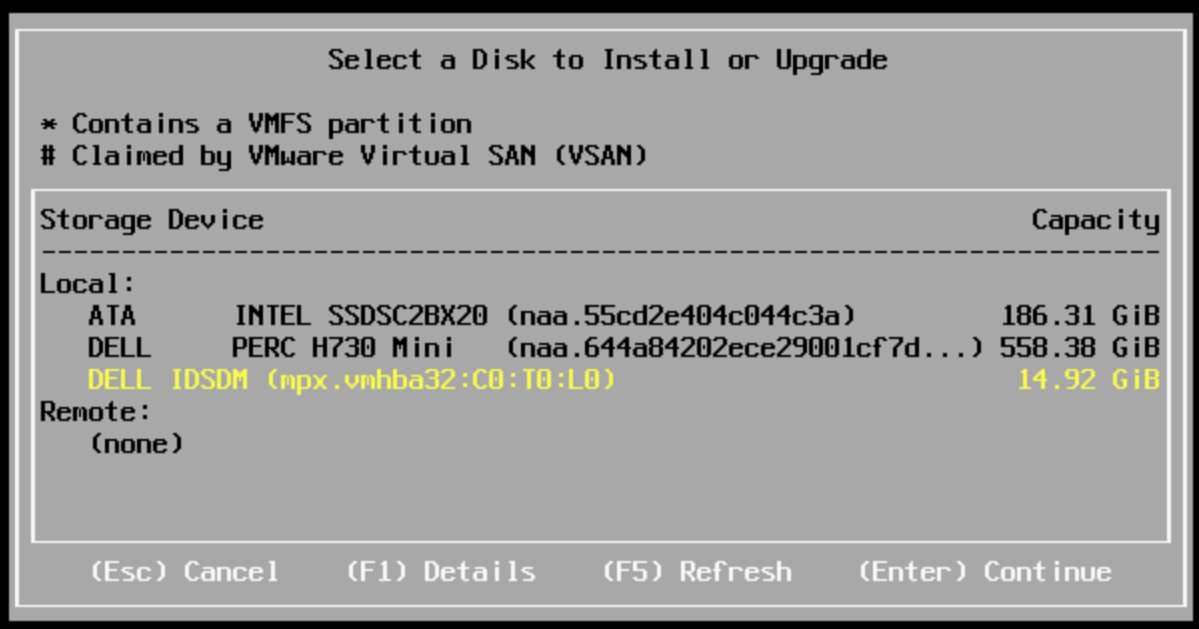 Select a Disk to Install or Upgrade
* Contains a VMFS partition
# Claimed by VMware Virtual SAN (VSAN)
Storage Device Capacity
--------------------------------------------------------------------------------
Local:
ATA INTEL SSDSC2BX20 (naa.55cd2e404c044c3a) 186.31 GiB
DELL PERC H730 Mini (naa.644a84202ece29001cf7d...) 558.38 GiB
DELL IDSDM (mpx.vmhba32:C0:T0:L0) 14.92 GiB
Remote:
(none)
(Esc) Cancel (F1) Details (F5) Refresh (Enter) Continue